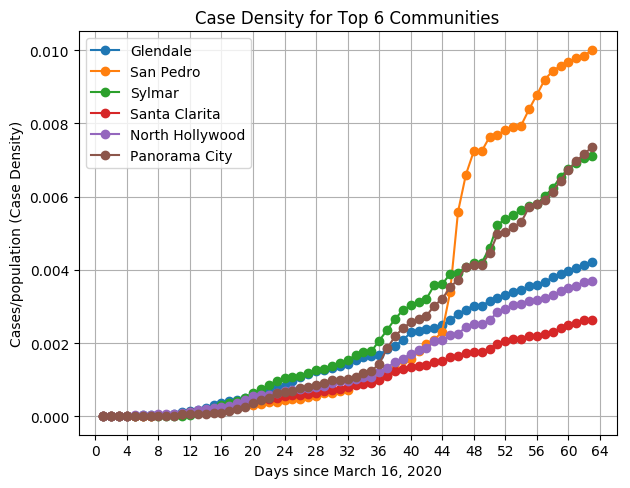 Case Density for Top 6 Communities
Glendale
San Pedro
Sylmar
Santa Clarita
North Hollywood
Panorama City
Cases/population (Case Density)
0.010
0.008
0.006
0.004
0.002
0.000
0 4 8 12 16 20 24 28 32 36 40 44 48 52 56 60 64
Days since March 16, 2020